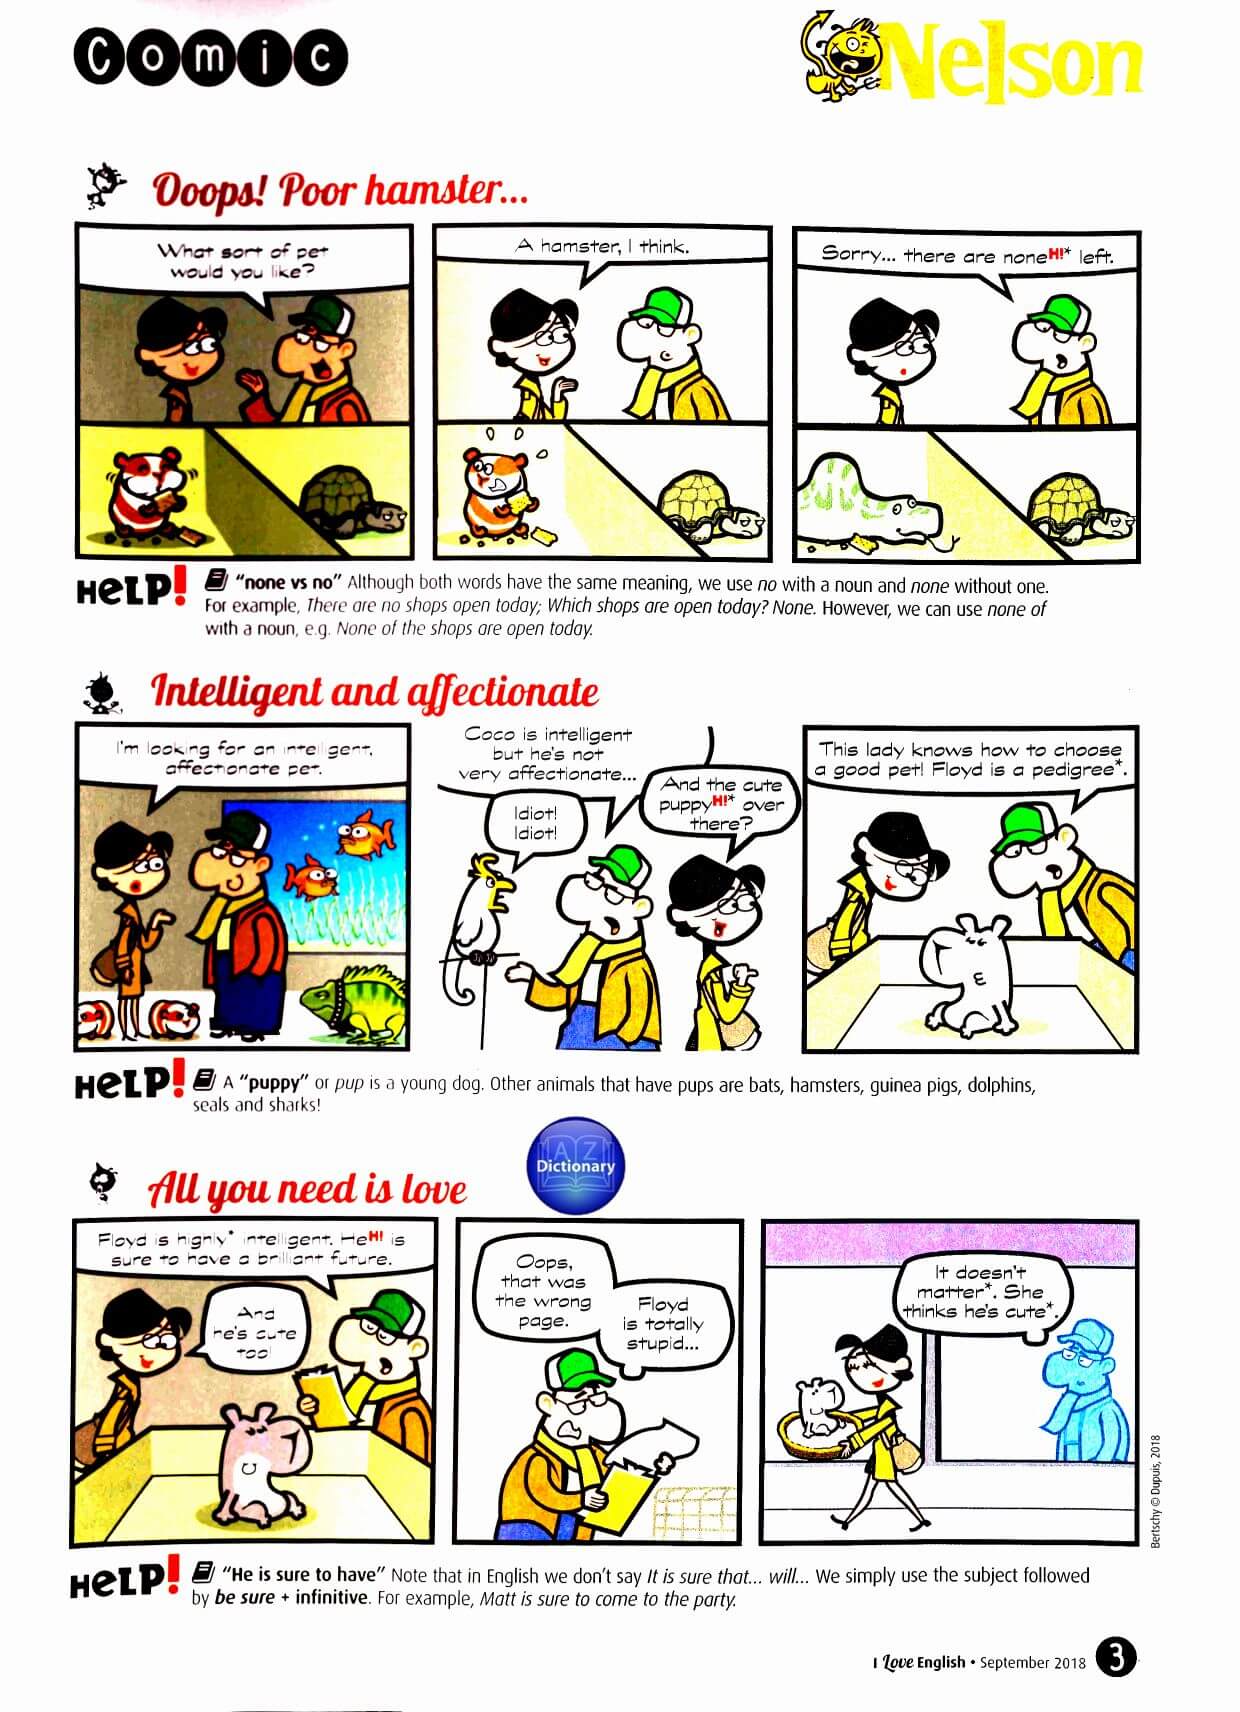 Comic
Nelson
Ooops! Poor hamster...
What sort of pet
would you like?
A hamster, I think.
Sorry... there are noneH!* left.
HeLP! "none vs no" Although both words have the same meaning, we use no with a noun and none without one.
For example, There are no shops open today; Which shops are open today? None. However, we can use none of
with a noun, e.g. None of the shops are open today.
Intelligent and affectionate
I'm looking for an intelligent,
affectionate pet.
Coco is intelligent
but he's not
very affectionate...
Idiot!
Idiot!
And the cute
puppyH!* over
there?
This lady knows how to choose
a good pet! Floyd is a pedigree*.
HeLP! A "puppy" or pup is a young dog. Other animals that have pups are bats, hamsters, guinea pigs, dolphins,
seals and sharks!
A Z
Dictionary
All you need is love
Floyd is highly* intelligent. HeH! is
sure to have a brilliant future.
And
he's cute
too!
Oops,
that was
the wrong
page.
Floyd
is totally
stupid...
It doesn't
matter*. She
thinks he's cute*.
Bertschy © Dupuis, 2018
HeLP! "He is sure to have" Note that in English we don't say It is sure that... will... We simply use the subject followed
by be sure + infinitive. For example, Matt is sure to come to the party.
I Love English • September 2018 3